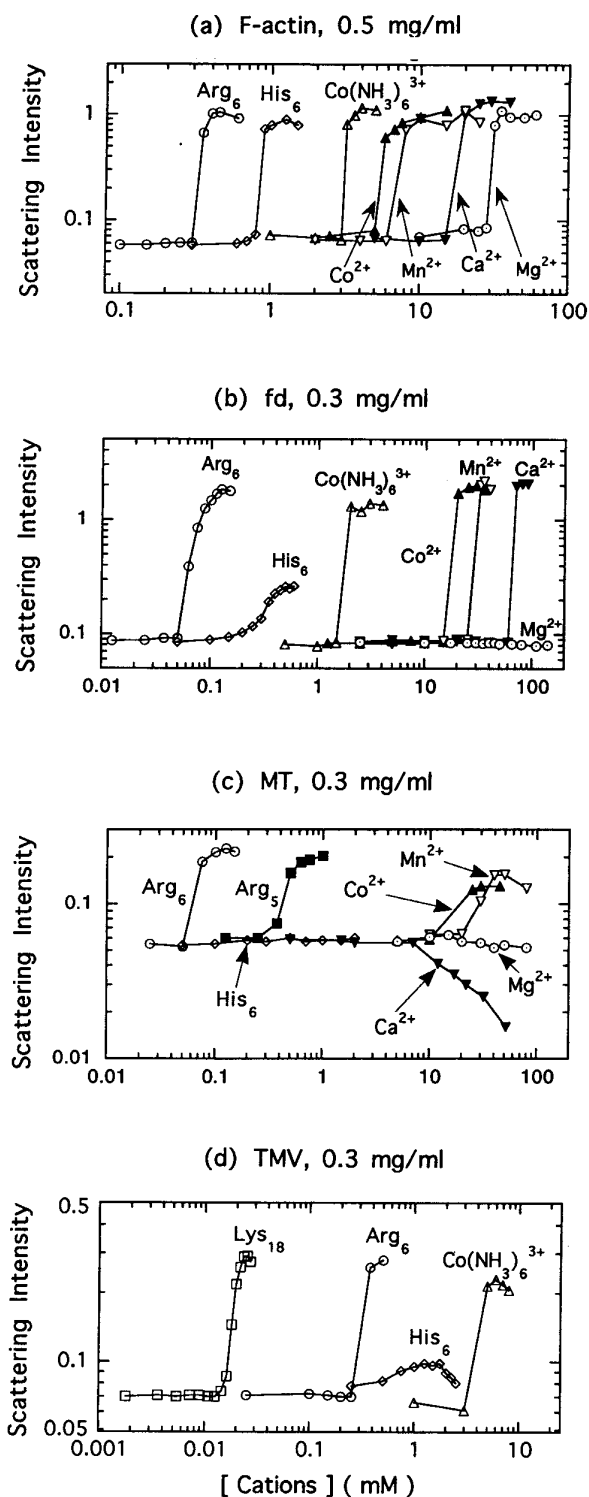 (a) F-actin, 0.5 mg/ml
Scattering Intensity
1
0.1
Arg6
His6
Co(NH3)6 3+
Co2+
Mn2+
Ca2+
Mg2+
0.1 1 10 100
(b) fd, 0.3 mg/ml
Scattering Intensity
1
0.1
Arg6
His6
Co(NH3)6 3+
Co2+
Mn2+
Ca2+
Mg2+
0.01 0.1 1 10 100
(c) MT, 0.3 mg/ml
Scattering Intensity
0.1
0.01
Arg6
Arg5
His6
Co2+
Mn2+
Mg2+
Ca2+
0.01 0.1 1 10 100
(d) TMV, 0.3 mg/ml
Scattering Intensity
0.5
0.1
0.05
Lys18
Arg6
His6
Co(NH3)6 3+
0.001 0.01 0.1 1 10
[ Cations ] ( mM )